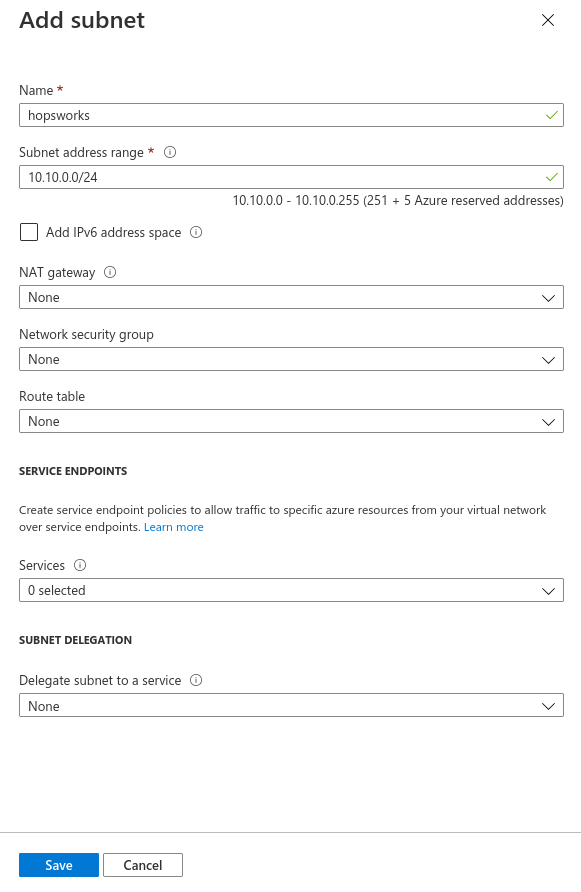 Add subnet
Name *
hopsworks
Subnet address range *
10.10.0.0/24
10.10.0.0 - 10.10.0.255 (251 + 5 Azure reserved addresses)
Add IPv6 address space
NAT gateway
None
Network security group
None
Route table
None
SERVICE ENDPOINTS
Create service endpoint policies to allow traffic to specific azure resources from your virtual network
over service endpoints. Learn more
Services
0 selected
SUBNET DELEGATION
Delegate subnet to a service
None
Save
Cancel